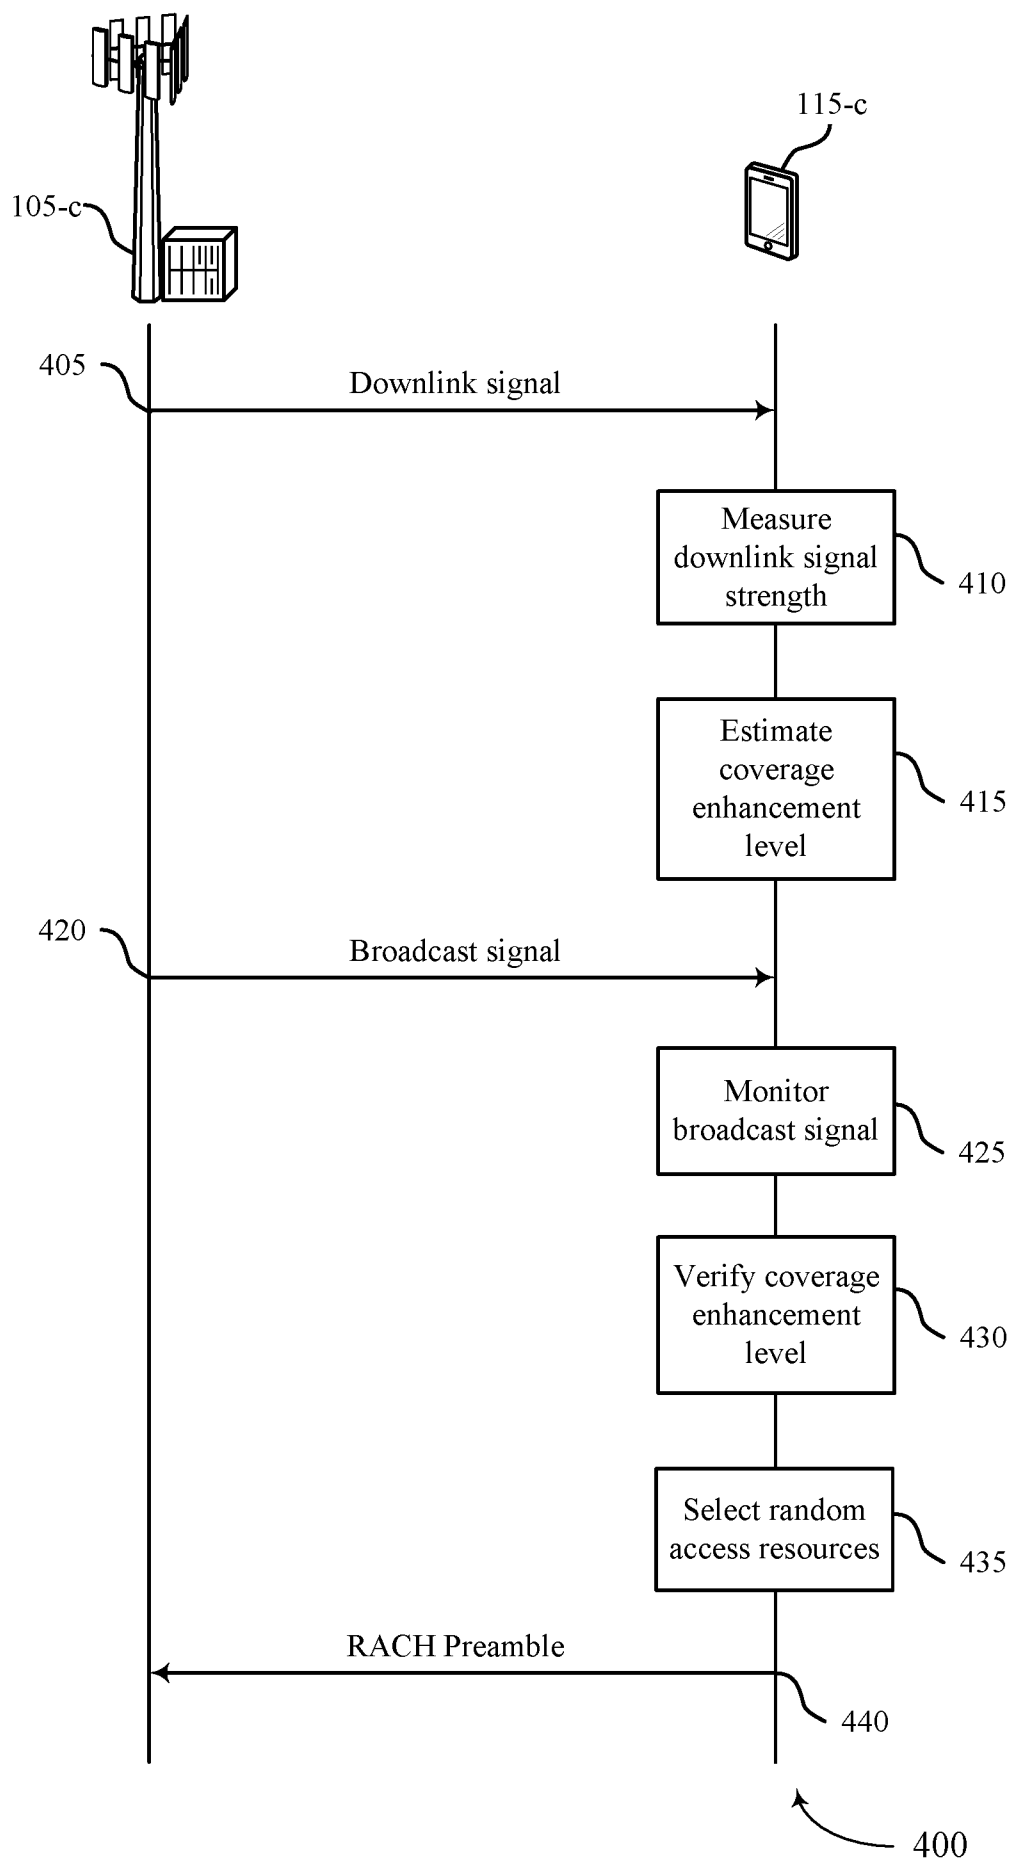 115-c
105-c
405
Downlink signal
Measure
downlink signal
strength
410
Estimate
coverage
enhancement
level
415
420
Broadcast signal
Monitor
broadcast signal
425
Verify coverage
enhancement
level
430
Select random
access resources
435
RACH Preamble
440
400